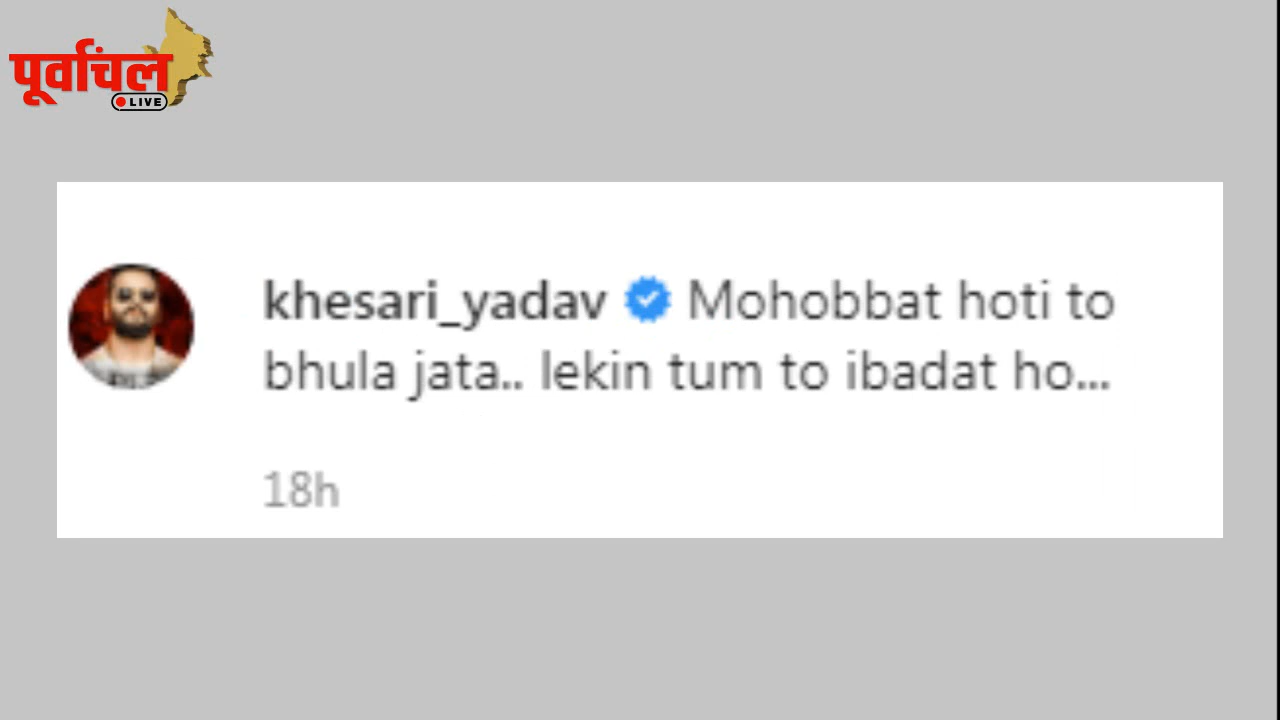 पूर्वांचल
LIVE
khesari_yadav Mohobbat hoti to
bhula jata.. lekin tum to ibadat ho...
18h